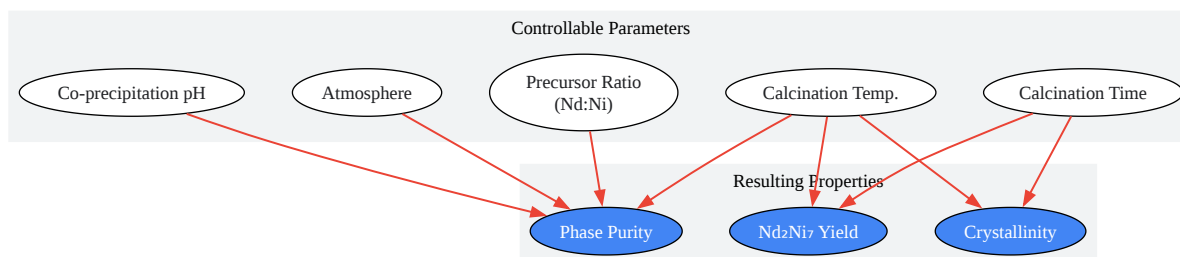 Controllable Parameters
Co-precipitation pH
Atmosphere
Precursor Ratio
(Nd:Ni)
Calcination Temp.
Calcination Time
Resulting Properties
Phase Purity
Nd₂Ni₇ Yield
Crystallinity